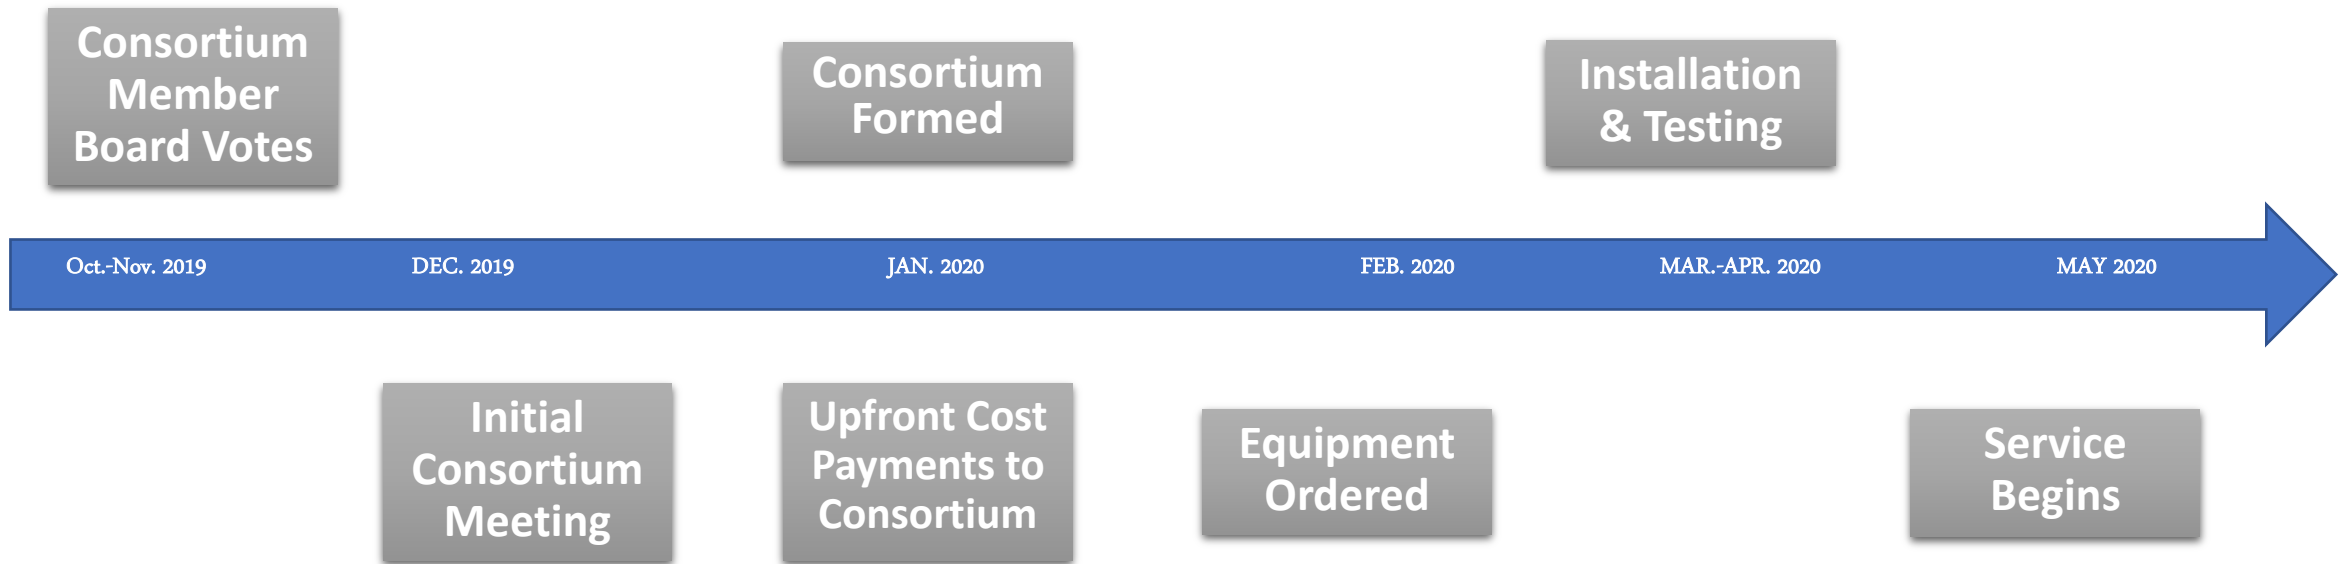 Consortium
Member
Board Votes
Consortium
Formed
Installation
& Testing
Oct.-Nov. 2019
DEC. 2019
JAN. 2020
FEB. 2020
MAR.-APR. 2020
MAY 2020
Initial
Consortium
Meeting
Upfront Cost
Payments to
Consortium
Equipment
Ordered
Service
Begins